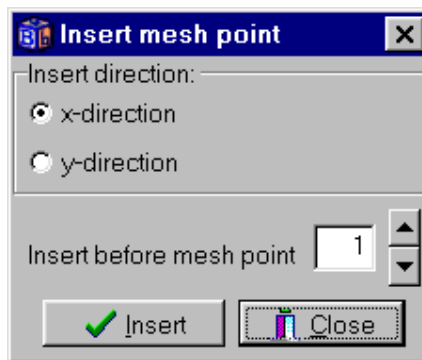 Insert mesh point
Insert direction:
x-direction
y-direction
Insert before mesh point 1
Insert Close